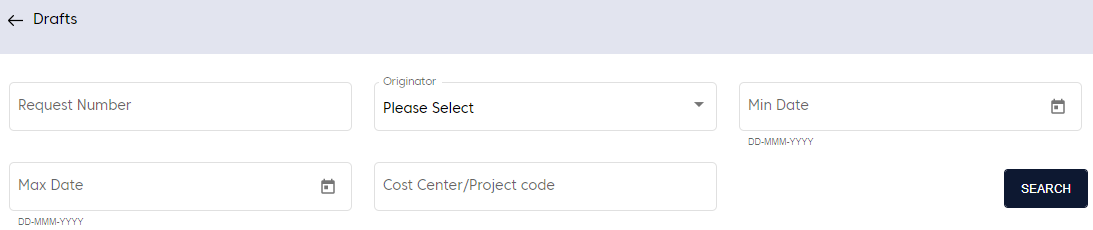 Drafts
Originator
Request Number
Please Select
Min Date
DD-MMM-YYYY
Max Date
Cost Center/Project code
SEARCH
DD-MMM-YYYY